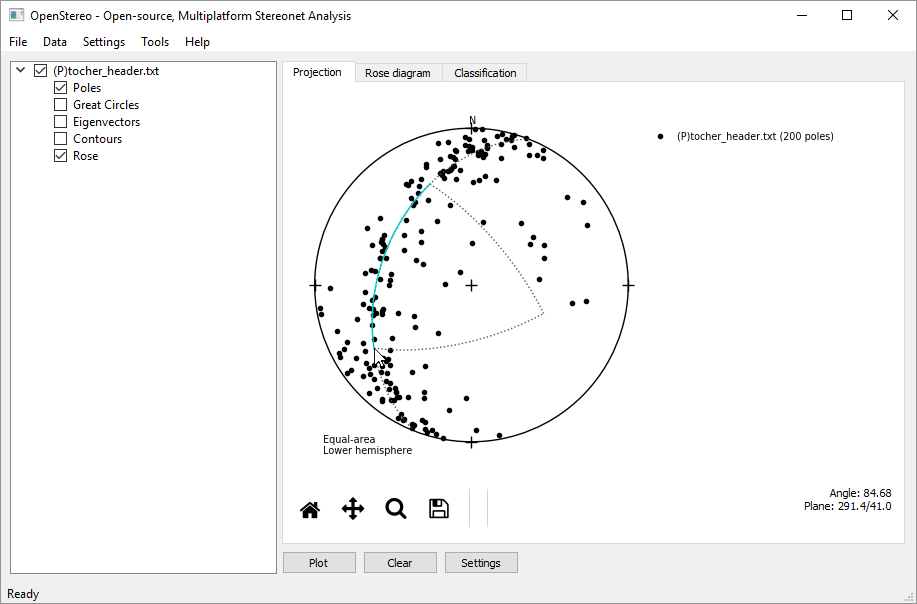 OpenStereo - Open-source, Multiplatform Stereonet Analysis
File Data Settings Tools Help
(P)tocher_header.txt
Poles
Great Circles
Eigenvectors
Contours
Rose
Projection Rose diagram Classification
N
(P)tocher_header.txt (200 poles)
Equal-area
Lower hemisphere
Angle: 84.68
Plane: 291.4/41.0
Plot Clear Settings
Ready